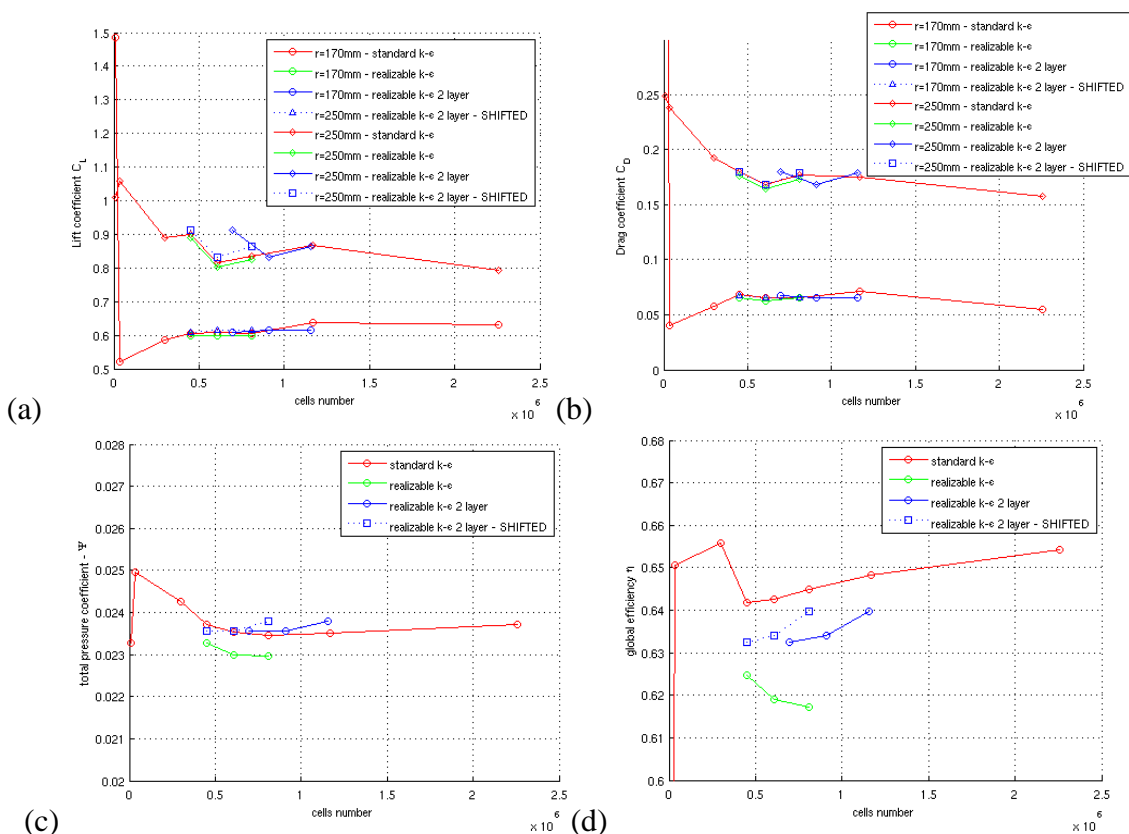 1.5
1.4
1.3
1.2
1.1
1
0.9
0.8
0.7
0.6
0.5
Lift coefficient C_L
r=170mm - standard k-ϵ
r=170mm - realizable k-ϵ
r=170mm - realizable k-ϵ 2 layer
r=250mm - realizable k-ϵ 2 layer - SHIFTED
r=250mm - standard k-ϵ
r=250mm - realizable k-ϵ
r=250mm - realizable k-ϵ 2 layer
r=250mm - realizable k-ϵ 2 layer - SHIFTED
0 0.5 1 1.5 2 2.5
cells number
x 10^6
(a)
0.25
0.2
0.15
0.1
0.05
0
Drag coefficient C_D
r=170mm - standard k-ϵ
r=170mm - realizable k-ϵ
r=170mm - realizable k-ϵ 2 layer
r=170mm - realizable k-ϵ 2 layer - SHIFTED
r=250mm - standard k-ϵ
r=250mm - realizable k-ϵ
r=250mm - realizable k-ϵ 2 layer
r=250mm - realizable k-ϵ 2 layer - SHIFTED
0 0.5 1 1.5 2 2.5
cells number
x 10^6
(b)
0.028
0.027
0.026
0.025
0.024
0.023
0.022
0.021
0.02
total pressure coefficient - Ψ
standard k-ϵ
realizable k-ϵ
realizable k-ϵ 2 layer
realizable k-ϵ 2 layer - SHIFTED
0 0.5 1 1.5 2 2.5
cells number
x 10^6
(c)
0.68
0.67
0.66
0.65
0.64
0.63
0.62
0.61
0.6
global efficiency η
standard k-ϵ
realizable k-ϵ
realizable k-ϵ 2 layer
realizable k-ϵ 2 layer - SHIFTED
0 0.5 1 1.5 2 2.5
cells number
x 10^6
(d)